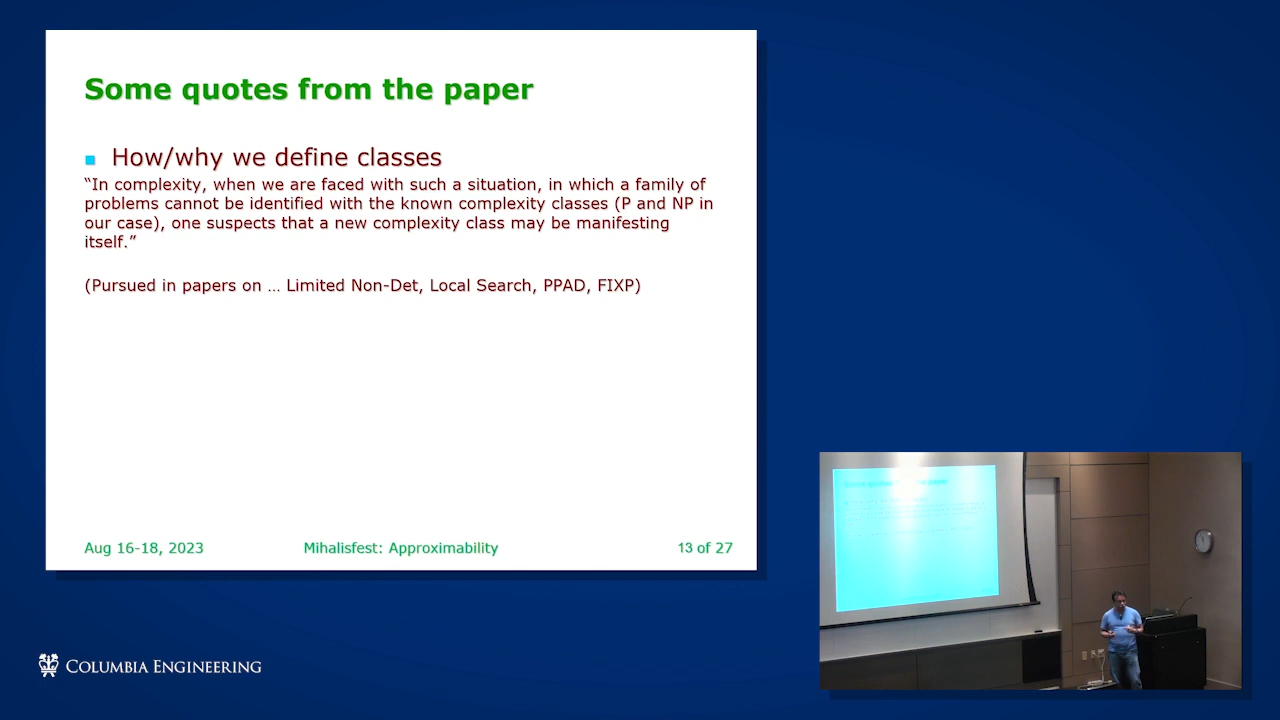 Some quotes from the paper
How/why we define classes
“In complexity, when we are faced with such a situation, in which a family of
problems cannot be identified with the known complexity classes (P and NP in
our case), one suspects that a new complexity class may be manifesting
itself.”
(Pursued in papers on … Limited Non-Det, Local Search, PPAD, FIXP)
Aug 16-18, 2023 Mihalisfest: Approximability 13 of 27
COLUMBIA ENGINEERING